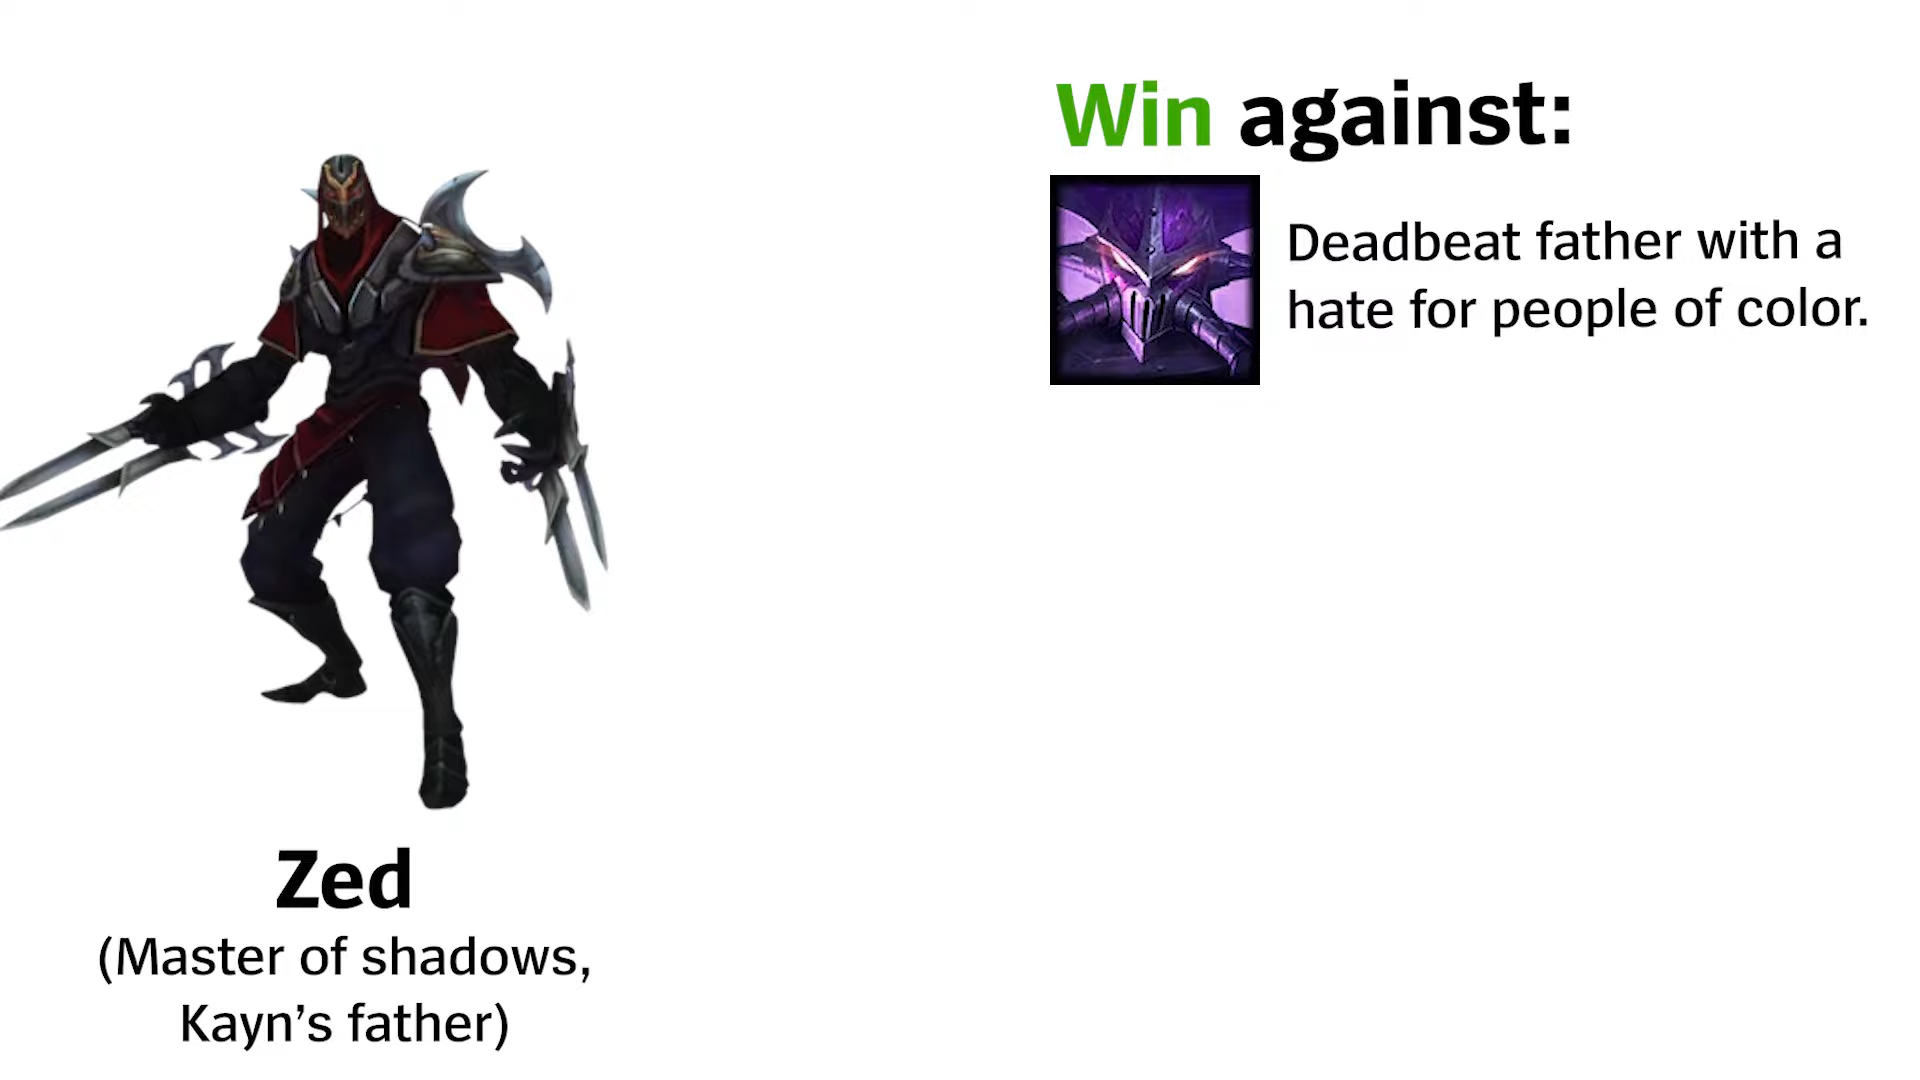 Win against:
Deadbeat father with a
hate for people of color.
Zed
(Master of shadows,
Kayn’s father)